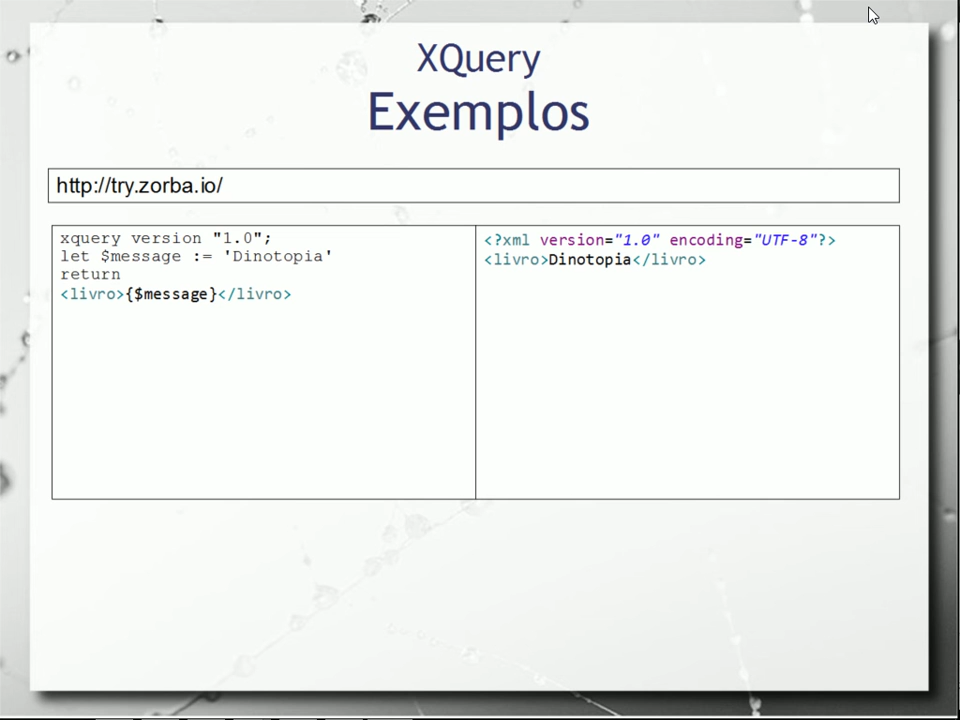 XQuery
Exemplos
http://try.zorba.io/
xquery version "1.0";
let $message := 'Dinotopia'
return
<livro>{$message}</livro>
<?xml version="1.0" encoding="UTF-8"?>
<livro>Dinotopia</livro>